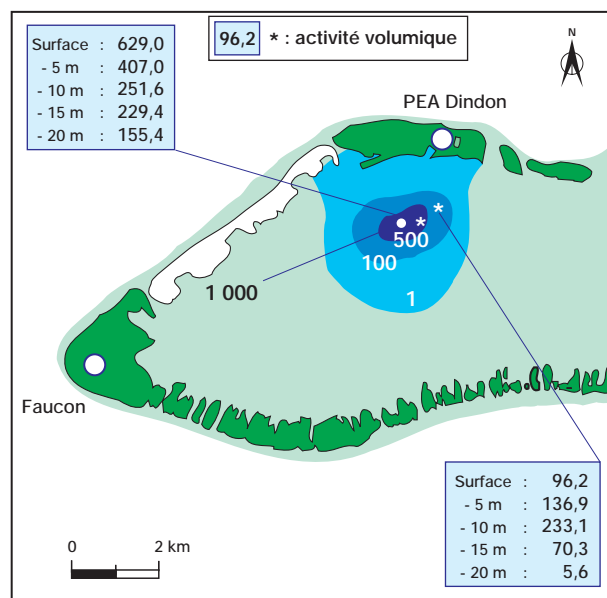 Surface : 629,0
- 5 m : 407,0
- 10 m : 251,6
- 15 m : 229,4
- 20 m : 155,4
96,2 * : activité volumique
N
PEA Dindon
*
*
500
100
1 000
1
Faucon
Surface : 96,2
- 5 m : 136,9
- 10 m : 233,1
- 15 m : 70,3
- 20 m : 5,6
0 2 km